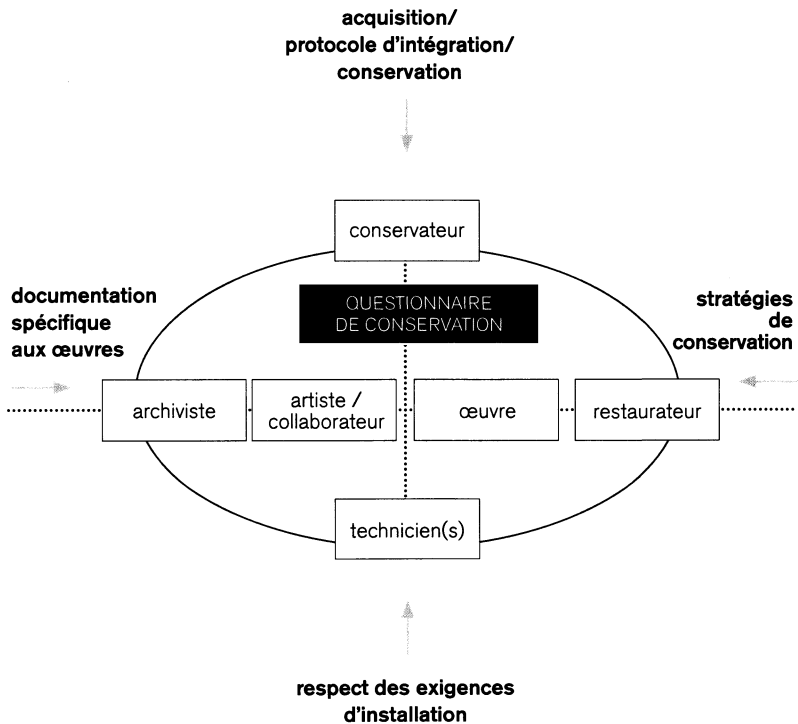 acquisition/
protocole d'intégration/
conservation
conservateur
QUESTIONNAIRE
DE CONSERVATION
documentation
spécifique
aux œuvres
stratégies
de
conservation
archiviste
artiste /
collaborateur
œuvre
restaurateur
technicien(s)
respect des exigences
d'installation